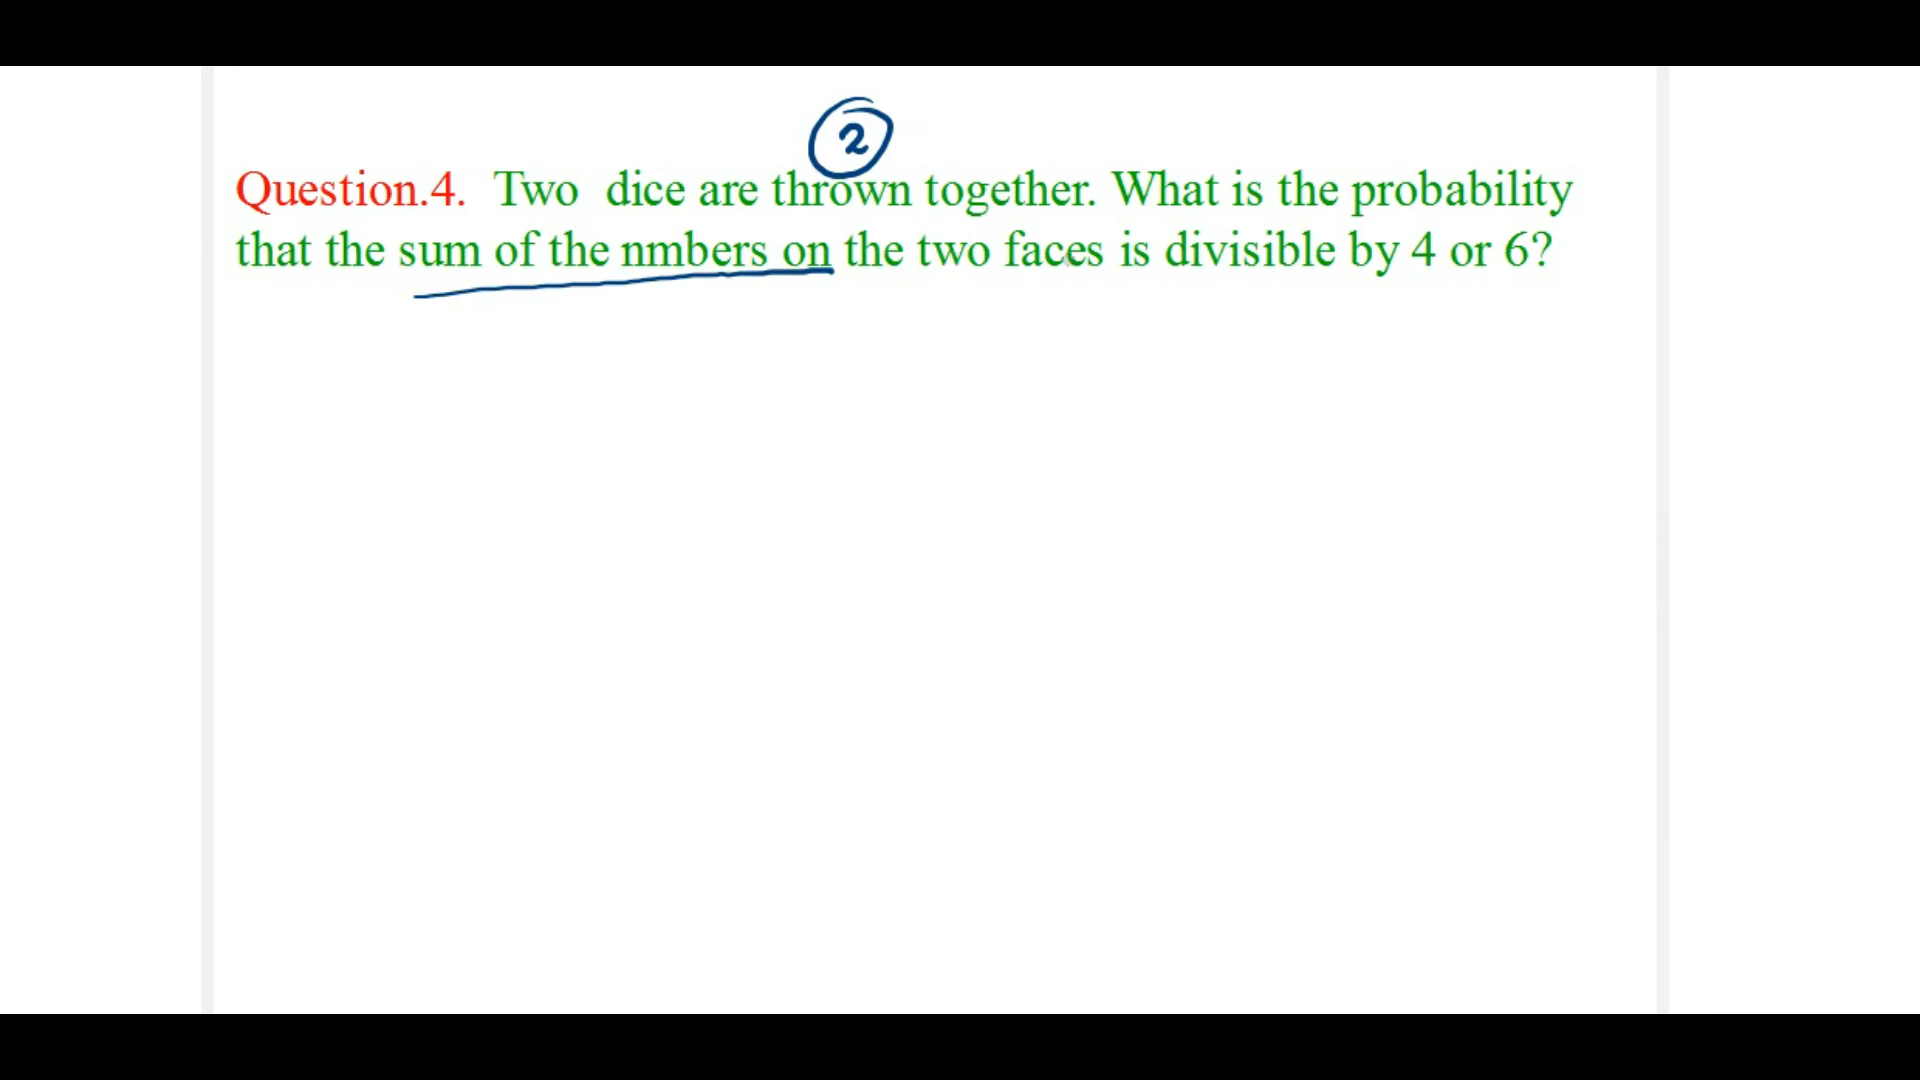 2
Question.4. Two dice are thrown together. What is the probability
that the sum of the nmbers on the two faces is divisible by 4 or 6?